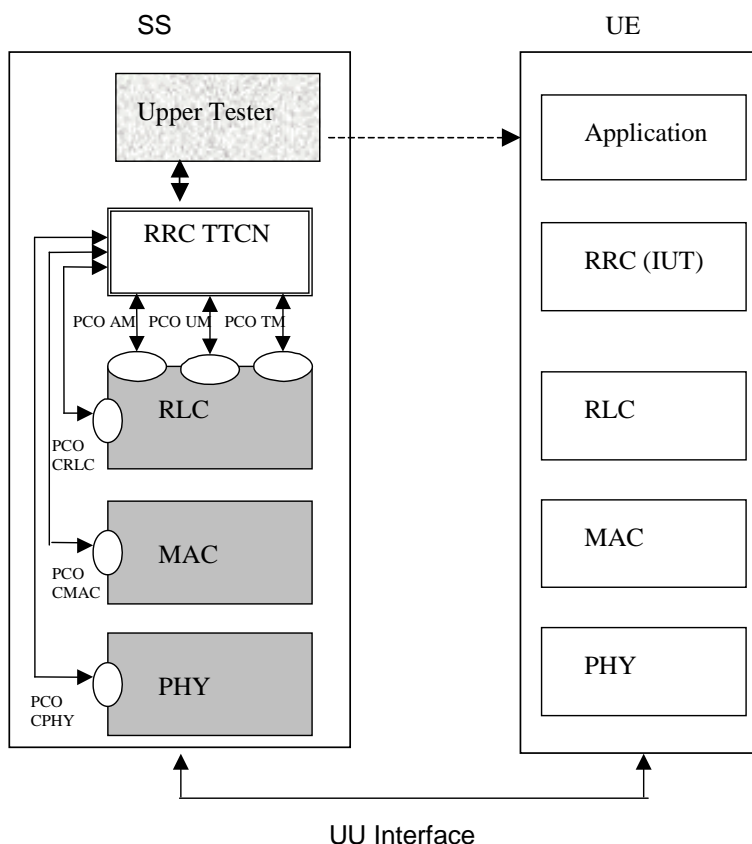 SS
UE
Upper Tester
Application
RRC TTCN
RRC (IUT)
PCO AM
PCO UM
PCO TM
RLC
RLC
PCO
CRLC
MAC
MAC
PCO
CMAC
PHY
PHY
PCO
CPHY
UU Interface